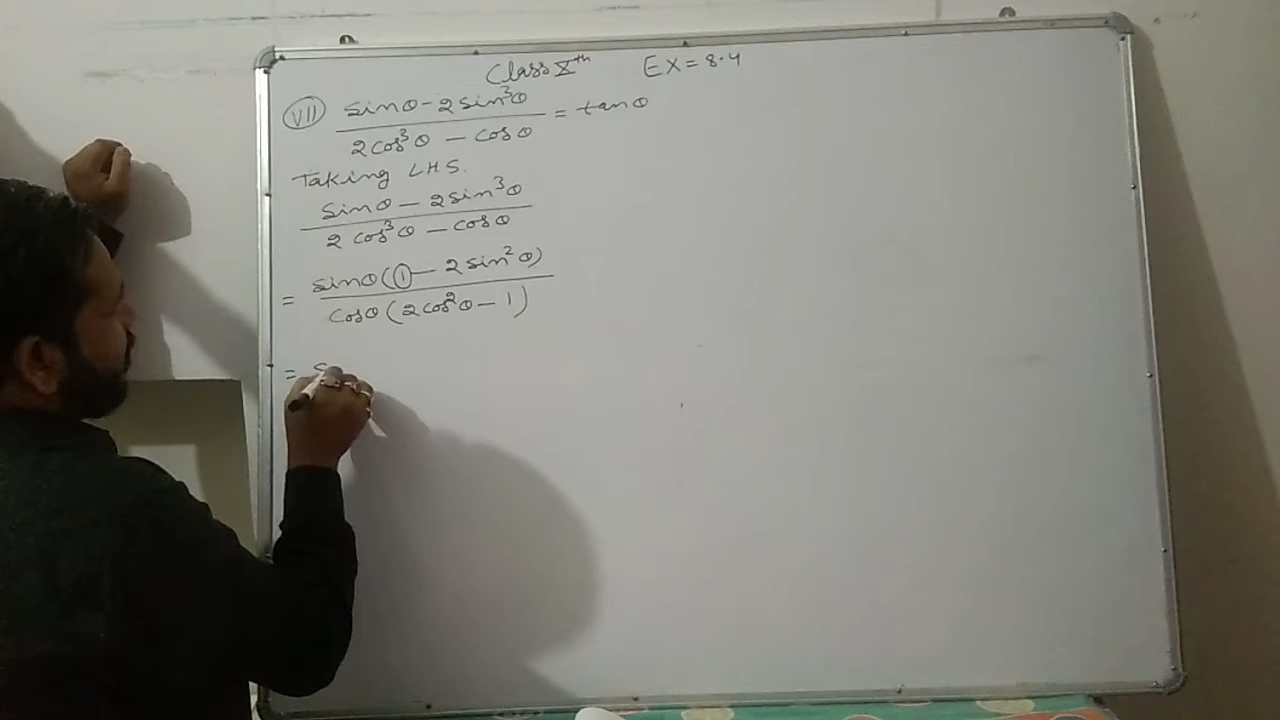 Class Xth EX = 8.4
(VII) sinθ - 2sin³θ / 2cos³θ - cosθ = tanθ
Taking LHS.
sinθ - 2sin³θ
2cos³θ - cosθ
= sinθ(1 - 2sin²θ)
cosθ(2cos²θ - 1)
= s